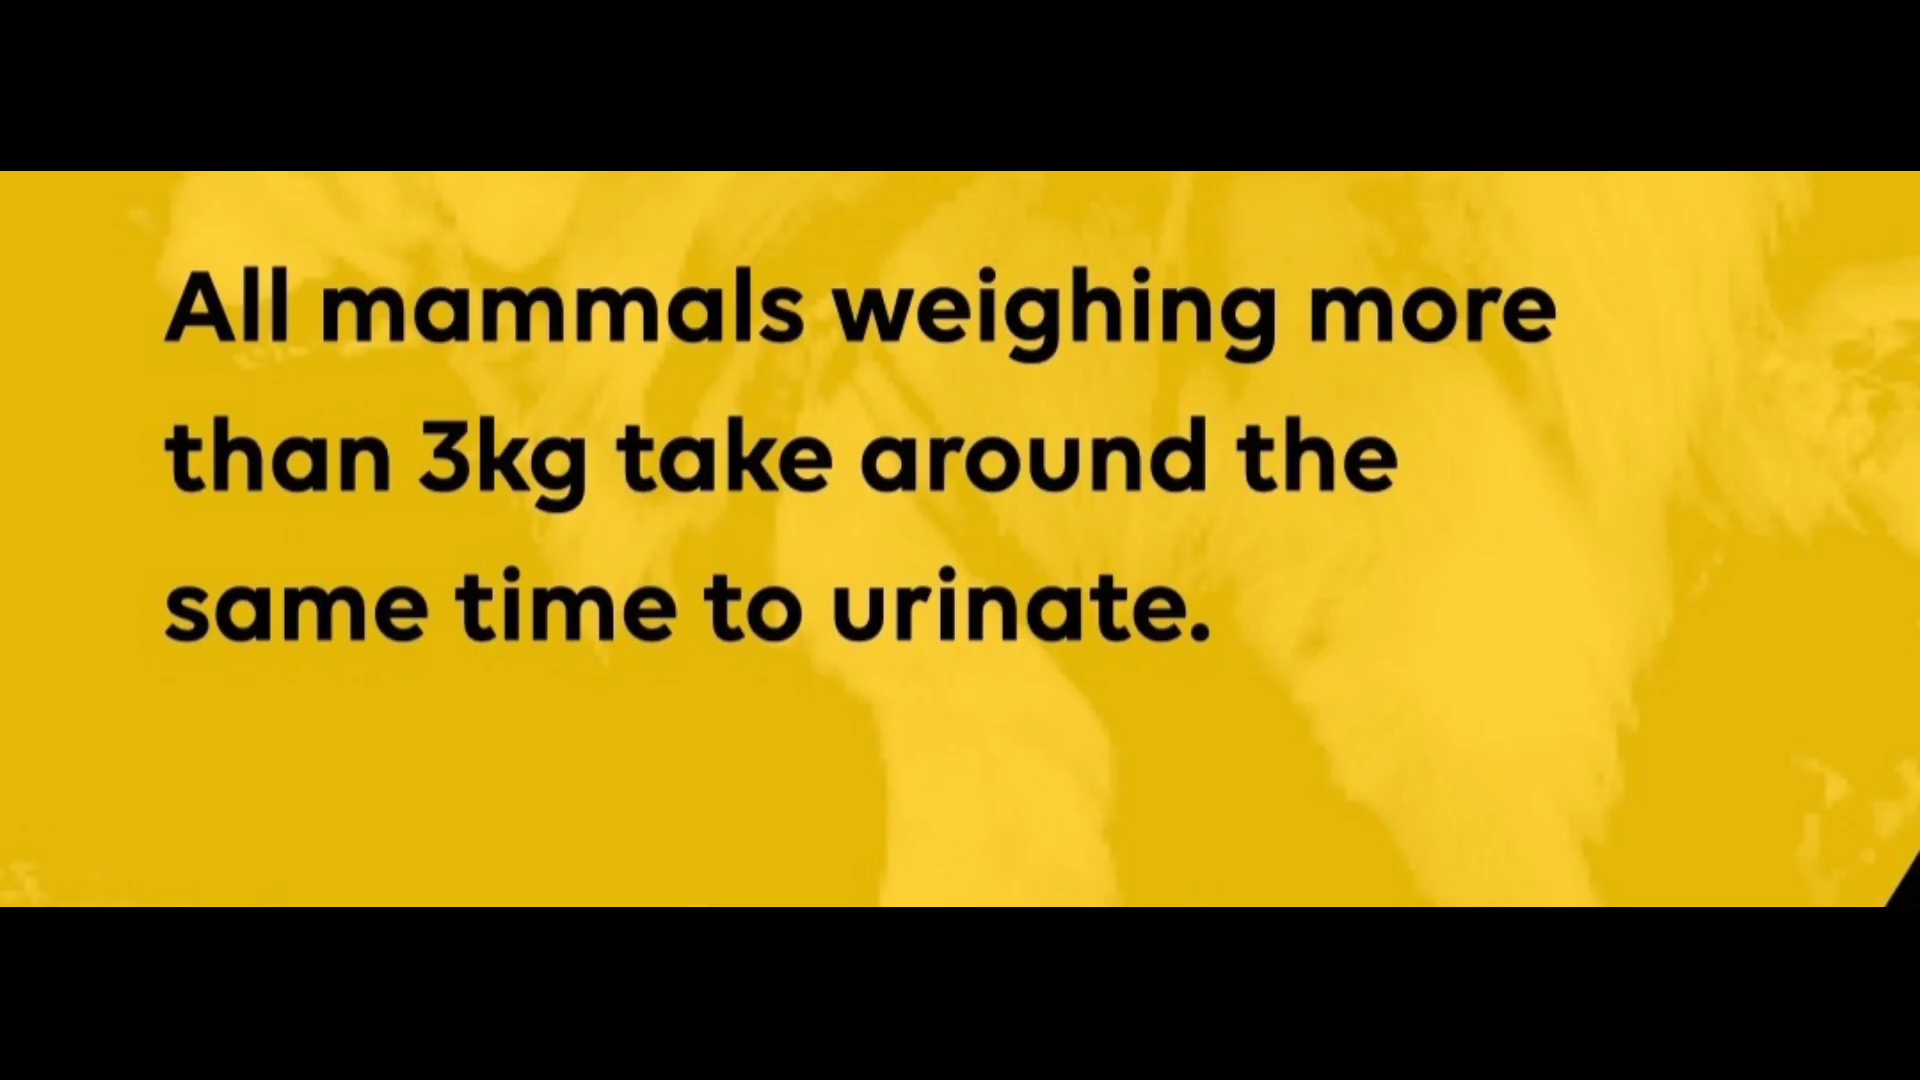 All mammals weighing more
than 3kg take around the
same time to urinate.